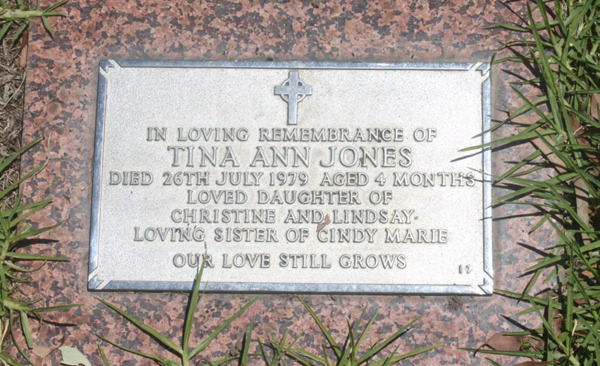 IN LOVING REMEMBRANCE OF
TINA ANN JONES
DIED 26TH JULY 1979 AGED 4 MONTHS
LOVED DAUGHTER OF
CHRISTINE AND LINDSAY.
LOVING SISTER OF CINDY MARIE
OUR LOVE STILL GROWS
17